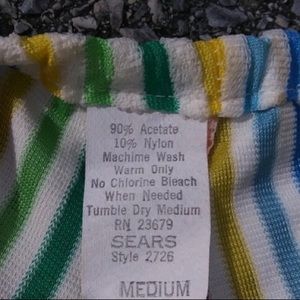 90% Acetate
10% Nylon
Machine Wash
Warm Only
No Chlorine Bleach
When Needed
Tumble Dry Medium
RN 23679
SEARS
Style 2726
MEDIUM